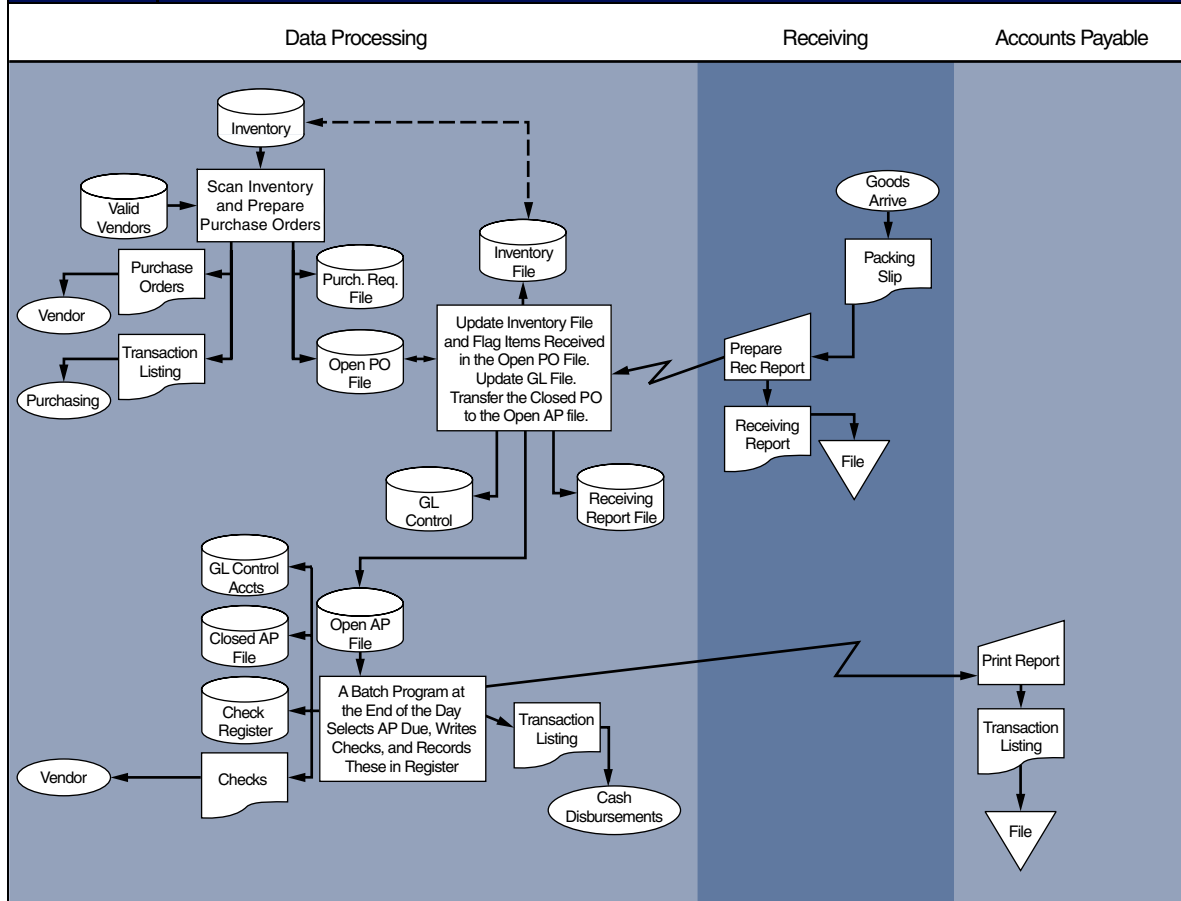 Data Processing
Receiving
Accounts Payable
Inventory
Scan Inventory
and Prepare
Purchase Orders
Valid
Vendors
Purchase
Orders
Vendor
Transaction
Listing
Purchasing
Purch. Req.
File
Open PO
File
Inventory
File
Update Inventory File
and Flag Items Received
in the Open PO File.
Update GL File.
Transfer the Closed PO
to the Open AP file.
GL
Control
Receiving
Report File
Goods
Arrive
Packing
Slip
Prepare
Rec Report
Receiving
Report
File
GL Control
Accts
Closed AP
File
Check
Register
Checks
Vendor
Open AP
File
A Batch Program at
the End of the Day
Selects AP Due, Writes
Checks, and Records
These in Register
Transaction
Listing
Cash
Disbursements
Print Report
Transaction
Listing
File